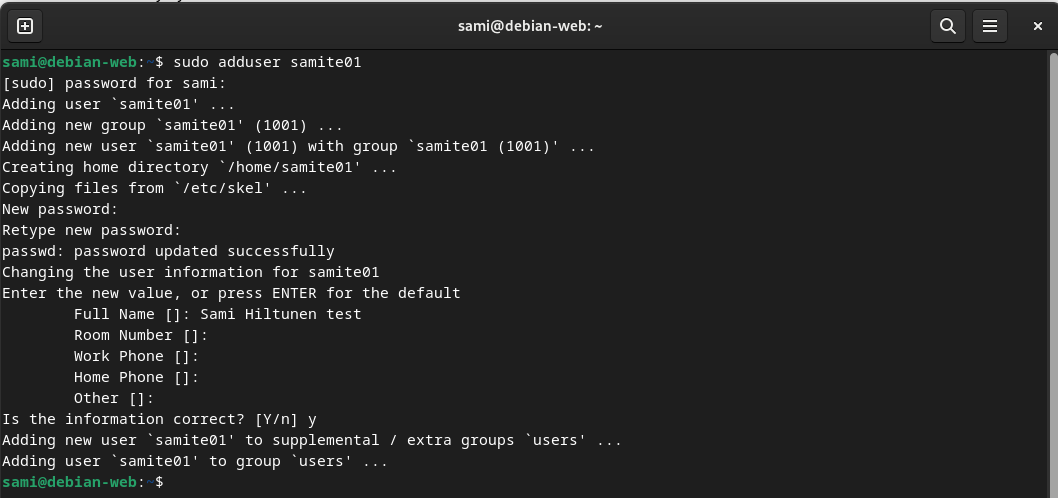 sami@debian-web: ~
sami@debian-web:~$ sudo adduser samite01
[sudo] password for sami:
Adding user `samite01' ...
Adding new group `samite01' (1001) ...
Adding new user `samite01' (1001) with group `samite01 (1001)' ...
Creating home directory `/home/samite01' ...
Copying files from `/etc/skel' ...
New password:
Retype new password:
passwd: password updated successfully
Changing the user information for samite01
Enter the new value, or press ENTER for the default
        Full Name []: Sami Hiltunen test
        Room Number []:
        Work Phone []:
        Home Phone []:
        Other []:
Is the information correct? [Y/n] y
Adding new user `samite01' to supplemental / extra groups `users' ...
Adding user `samite01' to group `users' ...
sami@debian-web:~$